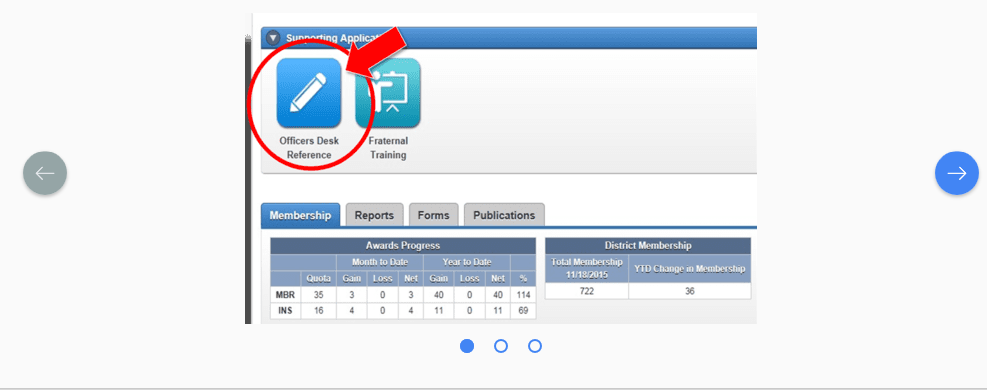 Supporting Applicati
Officers Desk
Reference
Fraternal
Training
Membership
Reports
Forms
Publications
Awards Progress
Month to Date Year to Date
Quota Gain Loss Net Gain Loss Net %
MBR 35 3 0 3 40 0 40 114
INS 16 4 0 4 11 0 11 69
District Membership
Total Membership
11/18/2015
YTD Change in Membership
722 36